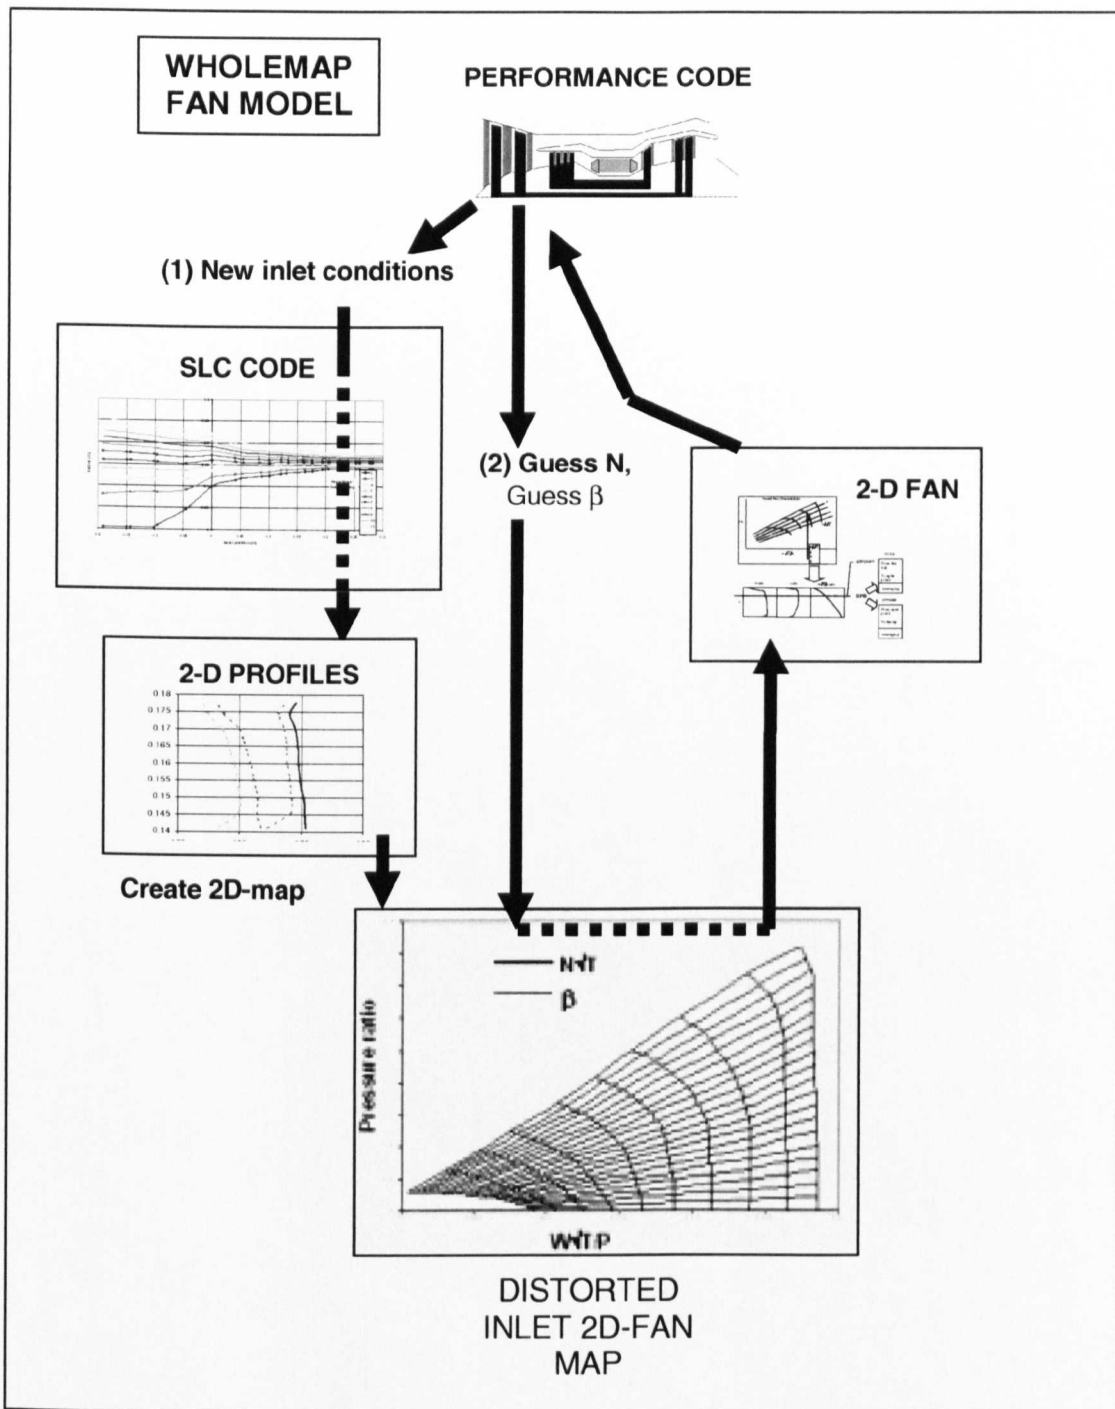 WHOLEMAP
FAN MODEL
PERFORMANCE CODE
(1) New inlet conditions
SLC CODE
(2) Guess N,
Guess β
2-D FAN
2-D PROFILES
0.18
0.175
0.17
0.165
0.16
0.155
0.15
0.145
0.14
Create 2D-map
N√T
β
Pressure ratio
W√T/P
DISTORTED
INLET 2D-FAN
MAP